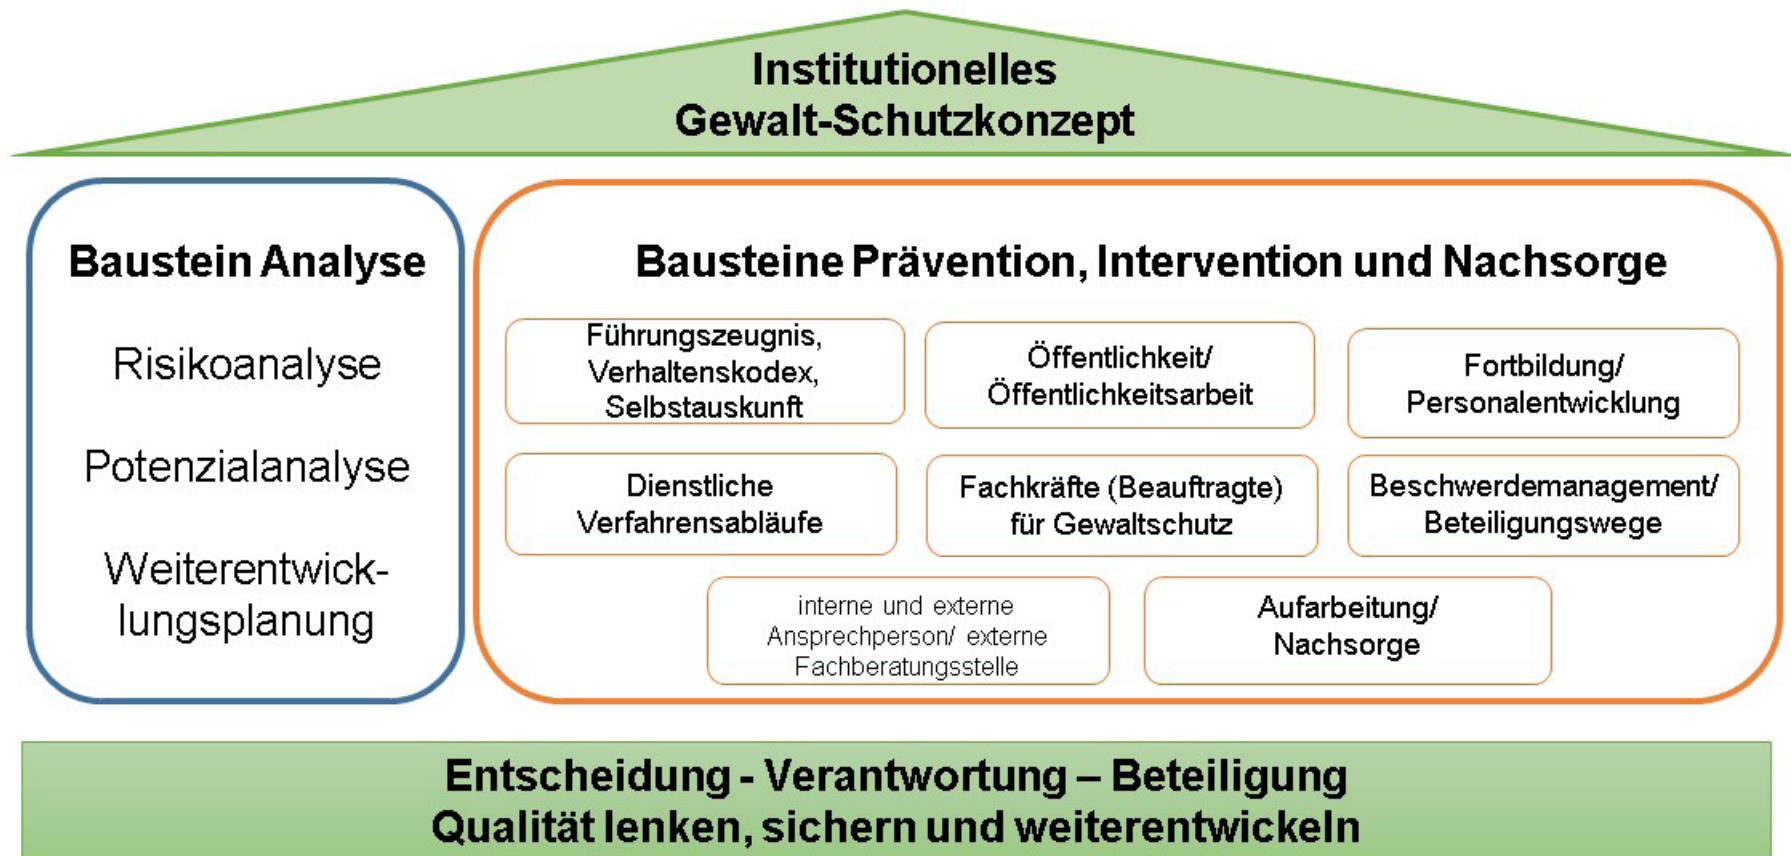 Institutionelles
Gewalt-Schutzkonzept
Baustein Analyse
Risikoanalyse
Potenzialanalyse
Weiterentwick-
lungsplanung
Bausteine Prävention, Intervention und Nachsorge
Führungszeugnis,
Verhaltenskodex,
Selbstauskunft
Öffentlichkeit/
Öffentlichkeitsarbeit
Fortbildung/
Personalentwicklung
Dienstliche
Verfahrensabläufe
Fachkräfte (Beauftragte)
für Gewaltschutz
Beschwerdemanagement/
Beteiligungswege
interne und externe
Ansprechperson/ externe
Fachberatungsstelle
Aufarbeitung/
Nachsorge
Entscheidung - Verantwortung – Beteiligung
Qualität lenken, sichern und weiterentwickeln